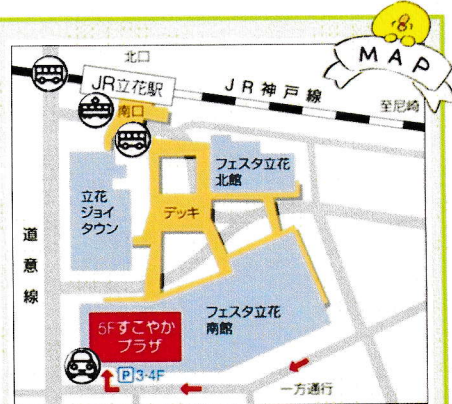 MAP
北口
JR立花駅
JR神戸線
至尼崎
南口
フェスタ立花
北館
立花
ジョイ
タウン
デッキ
道意線
フェスタ立花
南館
5Fすこやか
プラザ
P3-4F
一方通行